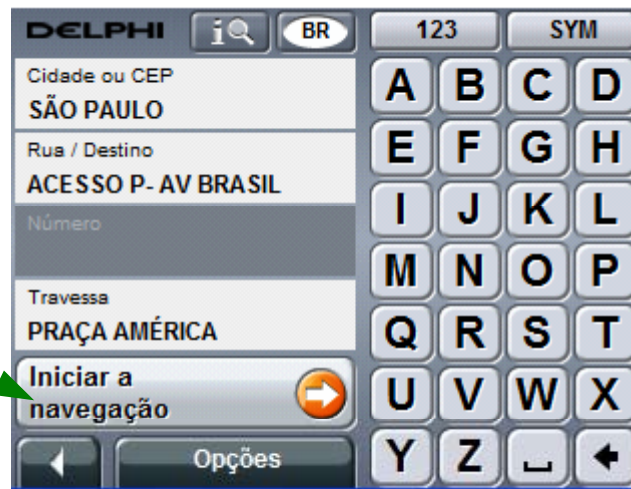 DELPHI i BR
Cidade ou CEP
SÃO PAULO
Rua / Destino
ACESSO P- AV BRASIL
Número
Travessa
PRAÇA AMÉRICA
Iniciar a
navegação
Opções
123 SYM
A B C D
E F G H
I J K L
M N O P
Q R S T
U V W X
Y Z